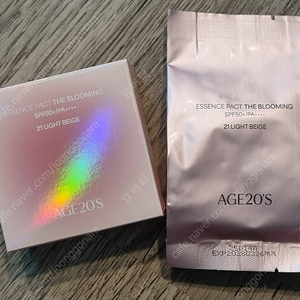 ESSENCE PACT THE BLOOMING
SPF50+/PA++++
21 LIGHT BEIGE
AGE20'S
ESSENCE PACT THE BLOOMING
SPF50+/PA++++
21 LIGHT BEIGE
AGE20'S